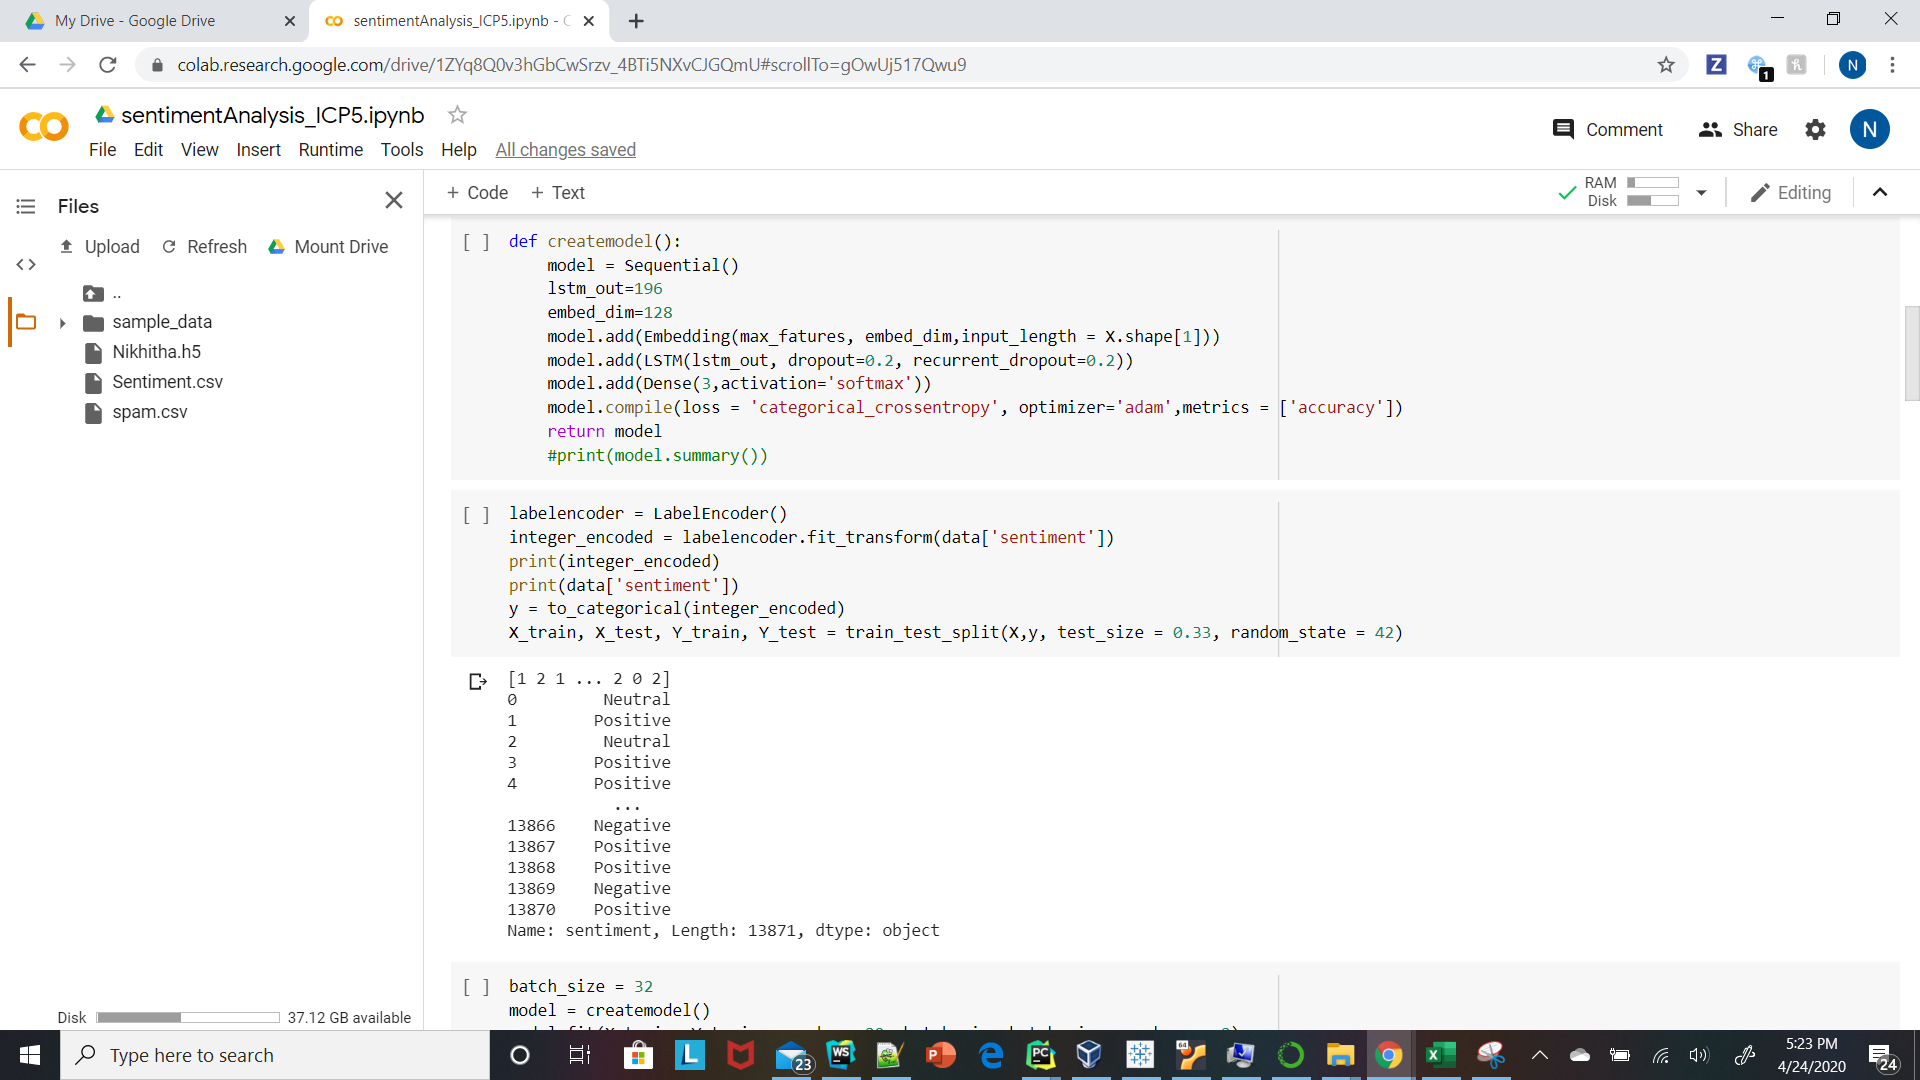 My Drive - Google Drive
sentimentAnalysis_ICP5.ipynb - C
colab.research.google.com/drive/1ZYq8Q0v3hGbCwSrzv_4BTi5NXvCJGQmU#scrollTo=gOwUj517Qwu9
Z
1
h
N
sentimentAnalysis_ICP5.ipynb
Comment
Share
N
File Edit View Insert Runtime Tools Help All changes saved
Files
+ Code + Text
RAM
Disk
Editing
Upload Refresh Mount Drive
..
sample_data
Nikhitha.h5
Sentiment.csv
spam.csv
Disk 37.12 GB available
[ ] def createmodel():
model = Sequential()
lstm_out=196
embed_dim=128
model.add(Embedding(max_fatures, embed_dim,input_length = X.shape[1]))
model.add(LSTM(lstm_out, dropout=0.2, recurrent_dropout=0.2))
model.add(Dense(3,activation='softmax'))
model.compile(loss = 'categorical_crossentropy', optimizer='adam',metrics = ['accuracy'])
return model
#print(model.summary())
[ ] labelencoder = LabelEncoder()
integer_encoded = labelencoder.fit_transform(data['sentiment'])
print(integer_encoded)
print(data['sentiment'])
y = to_categorical(integer_encoded)
X_train, X_test, Y_train, Y_test = train_test_split(X,y, test_size = 0.33, random_state = 42)
[1 2 1 ... 2 0 2]
0 Neutral
1 Positive
2 Neutral
3 Positive
4 Positive
...
13866 Negative
13867 Positive
13868 Positive
13869 Negative
13870 Positive
Name: sentiment, Length: 13871, dtype: object
[ ] batch_size = 32
model = createmodel()
Type here to search
L
23
WS
P
PC
64
X
5:23 PM
4/24/2020
24